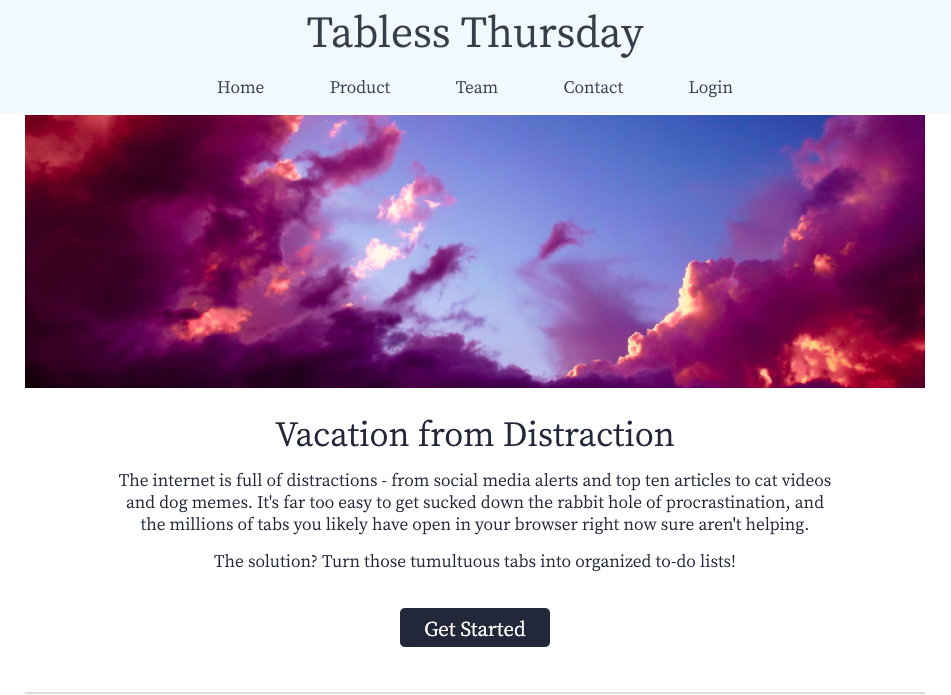 Tabless Thursday
Home Product Team Contact Login
Vacation from Distraction
The internet is full of distractions - from social media alerts and top ten articles to cat videos
and dog memes. It's far too easy to get sucked down the rabbit hole of procrastination, and
the millions of tabs you likely have open in your browser right now sure aren't helping.
The solution? Turn those tumultuous tabs into organized to-do lists!
Get Started